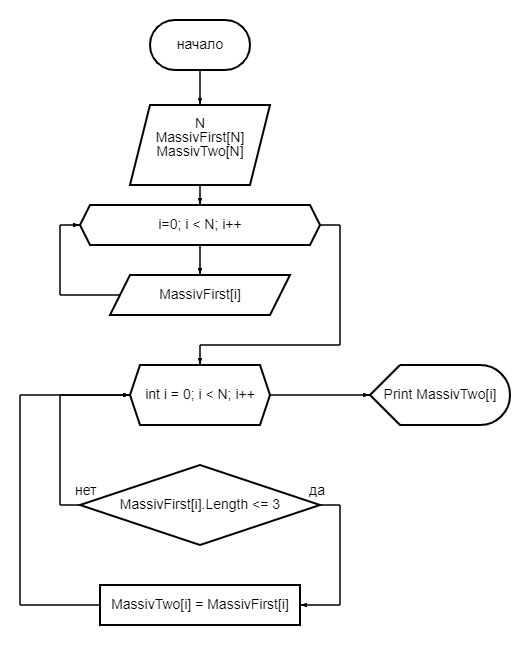 начало
N
MassivFirst[N]
MassivTwo[N]
i=0; i < N; i++
MassivFirst[i]
int i = 0; i < N; i++
Print MassivTwo[i]
нет
да
MassivFirst[i].Length <= 3
MassivTwo[i] = MassivFirst[i]